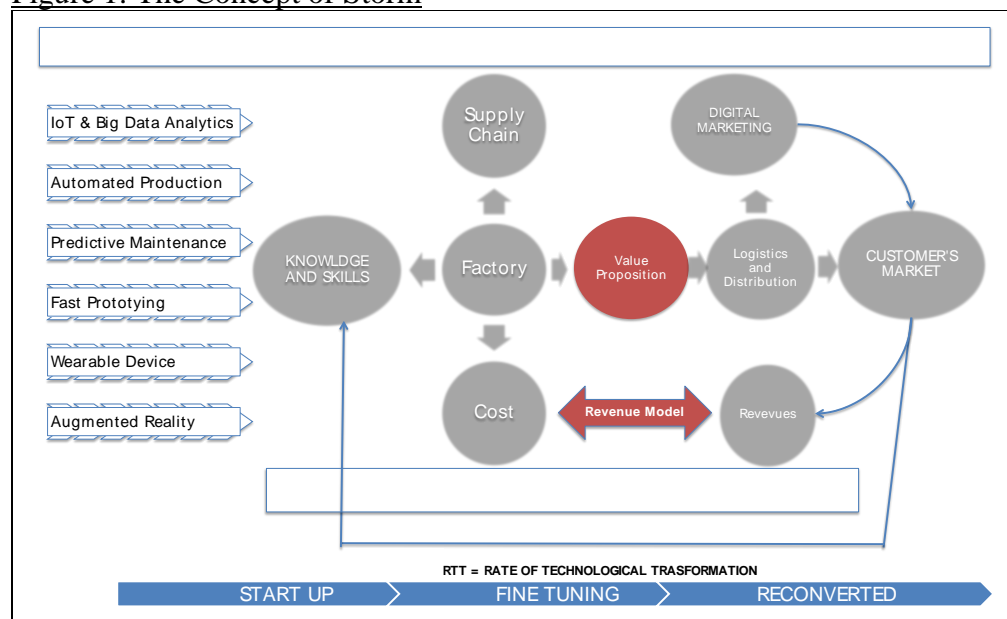 Figure 1: The Concept of Storm
IoT & Big Data Analytics
Automated Production
Predictive Maintenance
Fast Prototying
Wearable Device
Augmented Reality
Supply
Chain
DIGITAL
MARKETING
KNOWLDGE
AND SKILLS
Factory
Value
Proposition
Logistics
and
Distribution
CUSTOMER'S
MARKET
Cost
Revenue Model
Revevues
RTT = RATE OF TECHNOLOGICAL TRASFORMATION
START UP
FINE TUNING
RECONVERTED